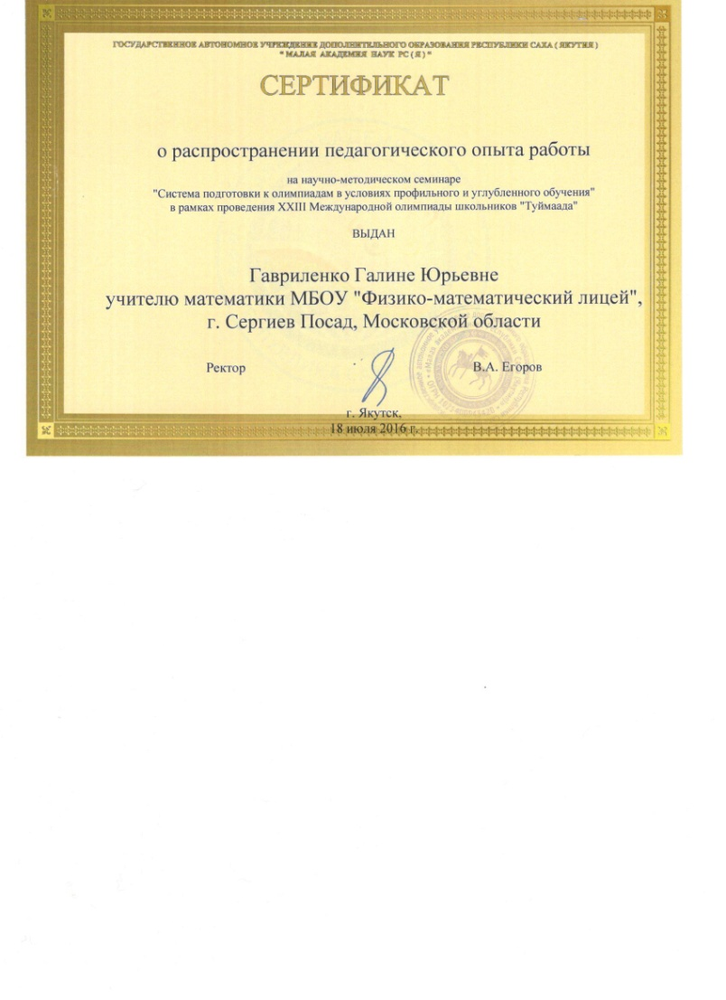 ГОСУДАРСТВЕННОЕ АВТОНОМНОЕ УЧРЕЖДЕНИЕ ДОПОЛНИТЕЛЬНОГО ОБРАЗОВАНИЯ РЕСПУБЛИКИ САХА ( ЯКУТИЯ )
" МАЛАЯ АКАДЕМИЯ НАУК РС ( Я ) "
СЕРТИФИКАТ
о распространении педагогического опыта работы
на научно-методическом семинаре
"Система подготовки к олимпиадам в условиях профильного и углубленного обучения"
в рамках проведения XXIII Международной олимпиады школьников "Туймаада"
ВЫДАН
Гавриленко Галине Юрьевне
учителю математики МБОУ "Физико-математический лицей",
г. Сергиев Посад, Московской области
Ректор
В.А. Егоров
г. Якутск,
18 июля 2016 г.